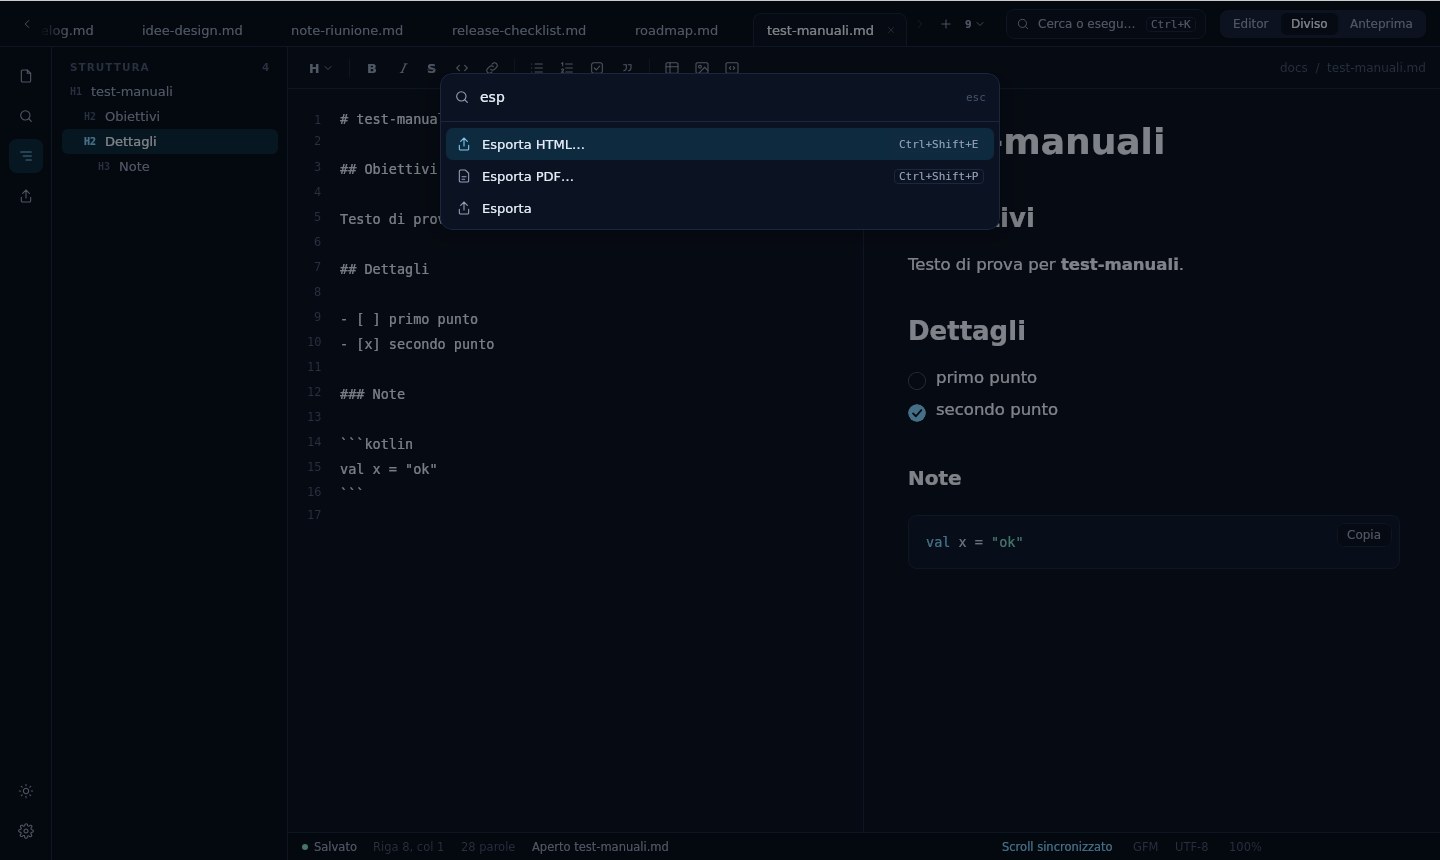 elog.md
idee-design.md
note-riunione.md
release-checklist.md
roadmap.md
test-manuali.md
9
Cerca o esegu… Ctrl+K
Editor Diviso Anteprima
STRUTTURA 4
H1 test-manuali
H2 Obiettivi
H2 Dettagli
H3 Note
H B I S
docs / test-manuali.md
esp esc
Esporta HTML… Ctrl+Shift+E
Esporta PDF… Ctrl+Shift+P
Esporta
1 # test-manual
2
3 ## Obiettivi
4
5 Testo di prov
6
7 ## Dettagli
8
9 - [ ] primo punto
10 - [x] secondo punto
11
12 ### Note
13
14 ```kotlin
15 val x = "ok"
16 ```
17
-manuali
ivi
Testo di prova per test-manuali.
Dettagli
primo punto
secondo punto
Note
Copia
val x = "ok"
Salvato Riga 8, col 1 28 parole Aperto test-manuali.md
Scroll sincronizzato GFM UTF-8 100%